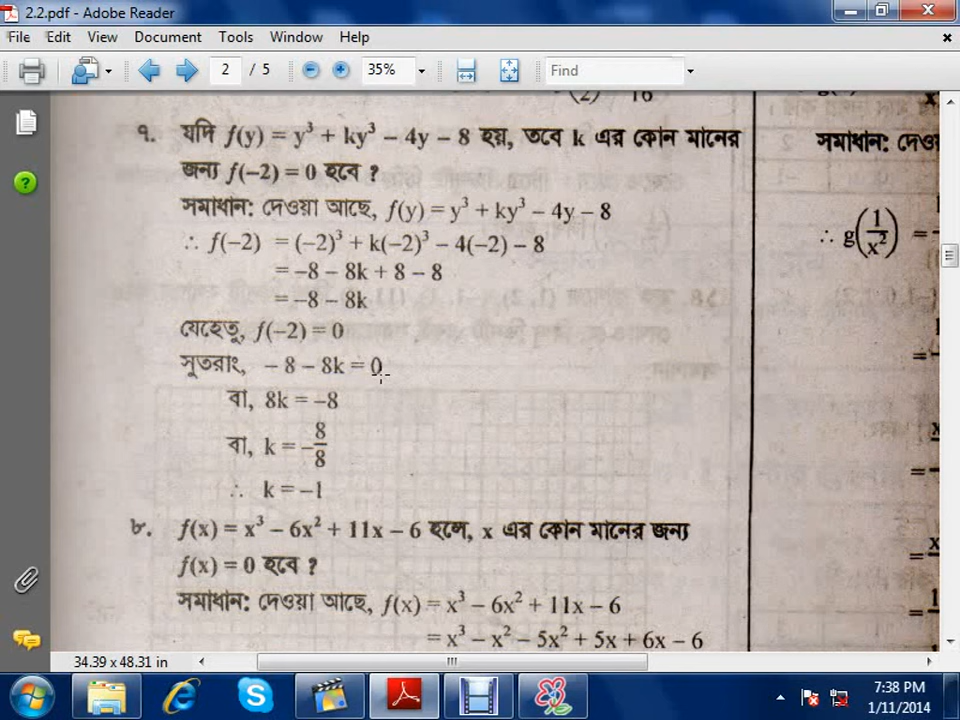 2.2.pdf - Adobe Reader
File Edit View Document Tools Window Help
2 / 5 35% Find
(2) 16
৭. যদি f(y) = y³ + ky³ – 4y – 8 হয়, তবে k এর কোন মানের
জন্য f(–2) = 0 হবে ?
সমাধান: দেওয়া আছে, f(y) = y³ + ky³ – 4y – 8
∴ f(–2) = (–2)³ + k(–2)³ – 4(–2) – 8
= –8 – 8k + 8 – 8
= –8 – 8k
যেহেতু, f(–2) = 0
সুতরাং, – 8 – 8k = 0
বা, 8k = –8
বা, k = –8/8
∴ k = –1
৮. f(x) = x³ – 6x² + 11x – 6 হলে, x এর কোন মানের জন্য
f(x) = 0 হবে ?
সমাধান: দেওয়া আছে, f(x) = x³ – 6x² + 11x – 6
= x³ – x² – 5x² + 5x + 6x – 6
সমাধান:
∴ g(1/x²) =
34.39 x 48.31 in
7:38 PM
1/11/2014